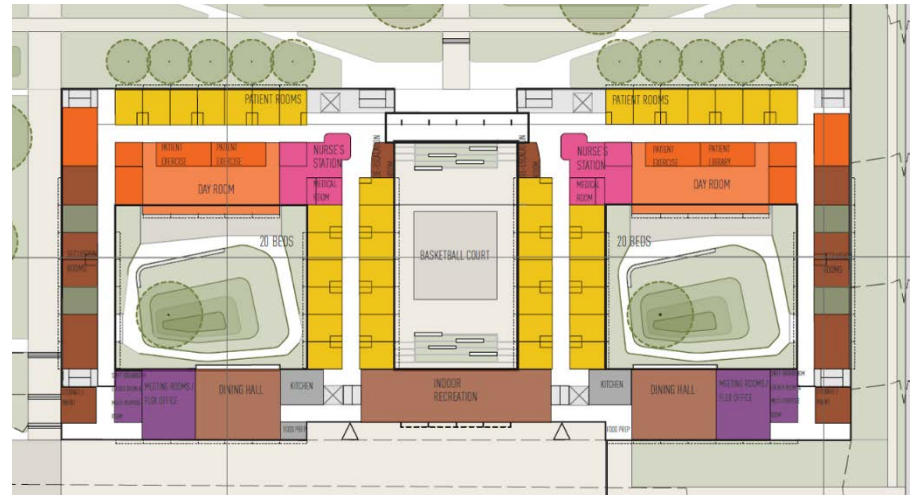 PATIENT ROOMS
PATIENT ROOMS
PATIENT
EXERCISE
PATIENT
EXERCISE
NURSE'S
STATION
NURSE'S
STATION
PATIENT
EXERCISE
PATIENT
LIBRARY
DAY ROOM
MEDICAL
ROOM
MEDICAL
ROOM
DAY ROOM
20 BEDS
BASKETBALL COURT
20 BEDS
ROOMS
ROOMS
MEETING ROOMS /
FLEX OFFICE
DINING HALL
KITCHEN
INDOOR
RECREATION
KITCHEN
DINING HALL
MEETING ROOMS /
FLEX OFFICE
ROOM
ROOM
FOOD PREP
FOOD PREP